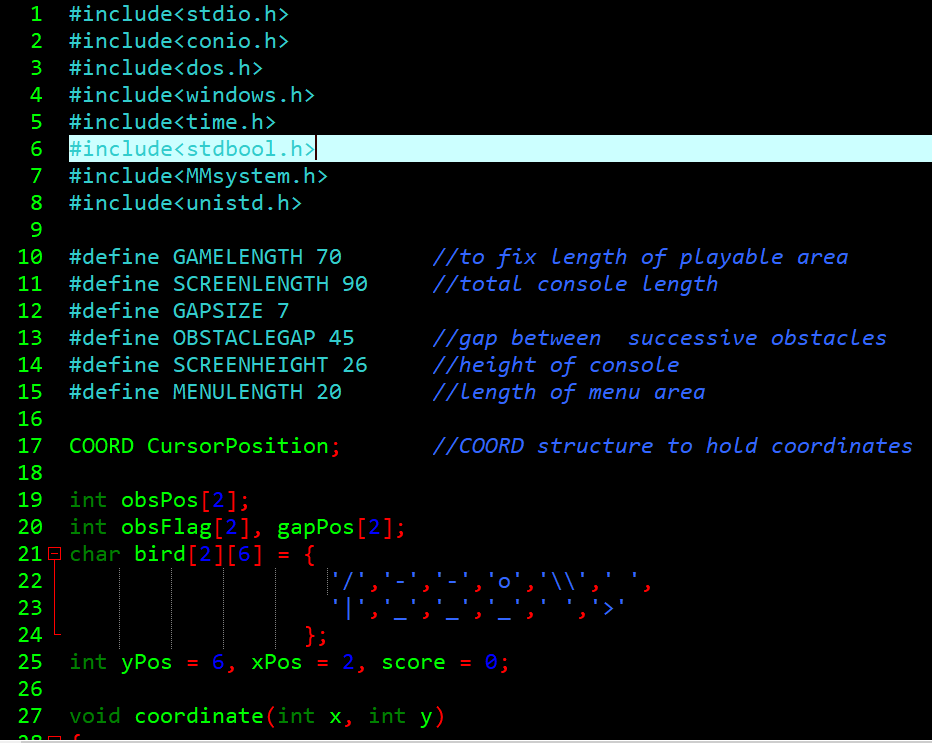 1 #include<stdio.h>
2 #include<conio.h>
3 #include<dos.h>
4 #include<windows.h>
5 #include<time.h>
6 #include<stdbool.h>
7 #include<MMsystem.h>
8 #include<unistd.h>
9
10 #define GAMELENGTH 70       //to fix length of playable area
11 #define SCREENLENGTH 90     //total console length
12 #define GAPSIZE 7
13 #define OBSTACLEGAP 45      //gap between  successive obstacles
14 #define SCREENHEIGHT 26     //height of console
15 #define MENULENGTH 20       //length of menu area
16
17 COORD CursorPosition;       //COORD structure to hold coordinates
18
19 int obsPos[2];
20 int obsFlag[2], gapPos[2];
21 char bird[2][6] = {
22                     '/','-','-','o','\\',' ',
23                     '|','_','_','_',' ','>'
24                   };
25 int yPos = 6, xPos = 2, score = 0;
26
27 void coordinate(int x, int y)
28 {